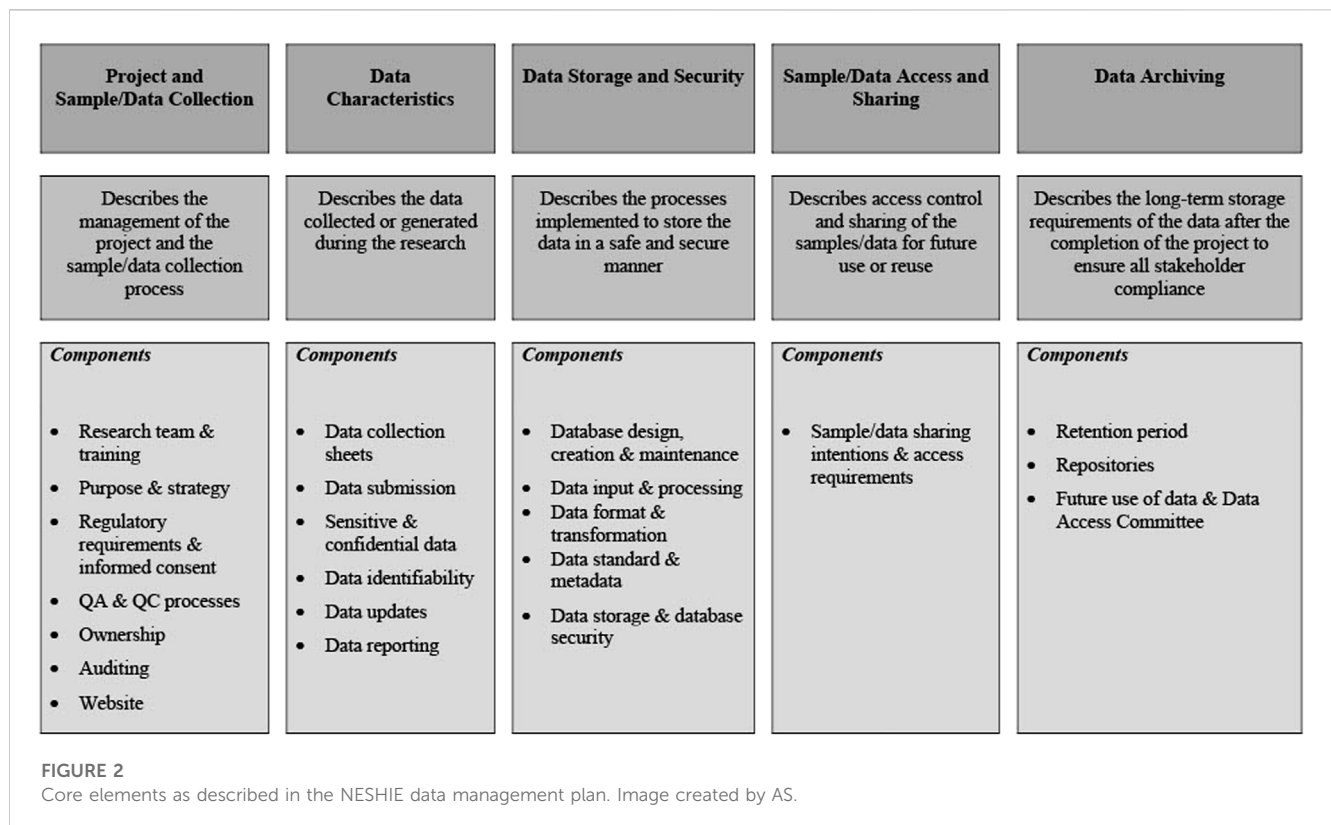 Project and
Sample/Data Collection
Describes the
management of the
project and the
sample/data collection
process
Components
• Research team &
training
• Purpose & strategy
• Regulatory
requirements &
informed consent
• QA & QC processes
• Ownership
• Auditing
• Website
Data
Characteristics
Describes the data
collected or generated
during the research
Components
• Data collection
sheets
• Data submission
• Sensitive &
confidential data
• Data identifiability
• Data updates
• Data reporting
Data Storage and Security
Describes the processes
implemented to store the
data in a safe and secure
manner
Components
• Database design,
creation & maintenance
• Data input & processing
• Data format &
transformation
• Data standard &
metadata
• Data storage & database
security
Sample/Data Access and
Sharing
Describes access control
and sharing of the
samples/data for future
use or reuse
Components
• Sample/data sharing
intentions & access
requirements
Data Archiving
Describes the long-term storage
requirements of the data after the
completion of the project to
ensure all stakeholder
compliance
Components
• Retention period
• Repositories
• Future use of data & Data
Access Committee
FIGURE 2
Core elements as described in the NESHIE data management plan. Image created by AS.